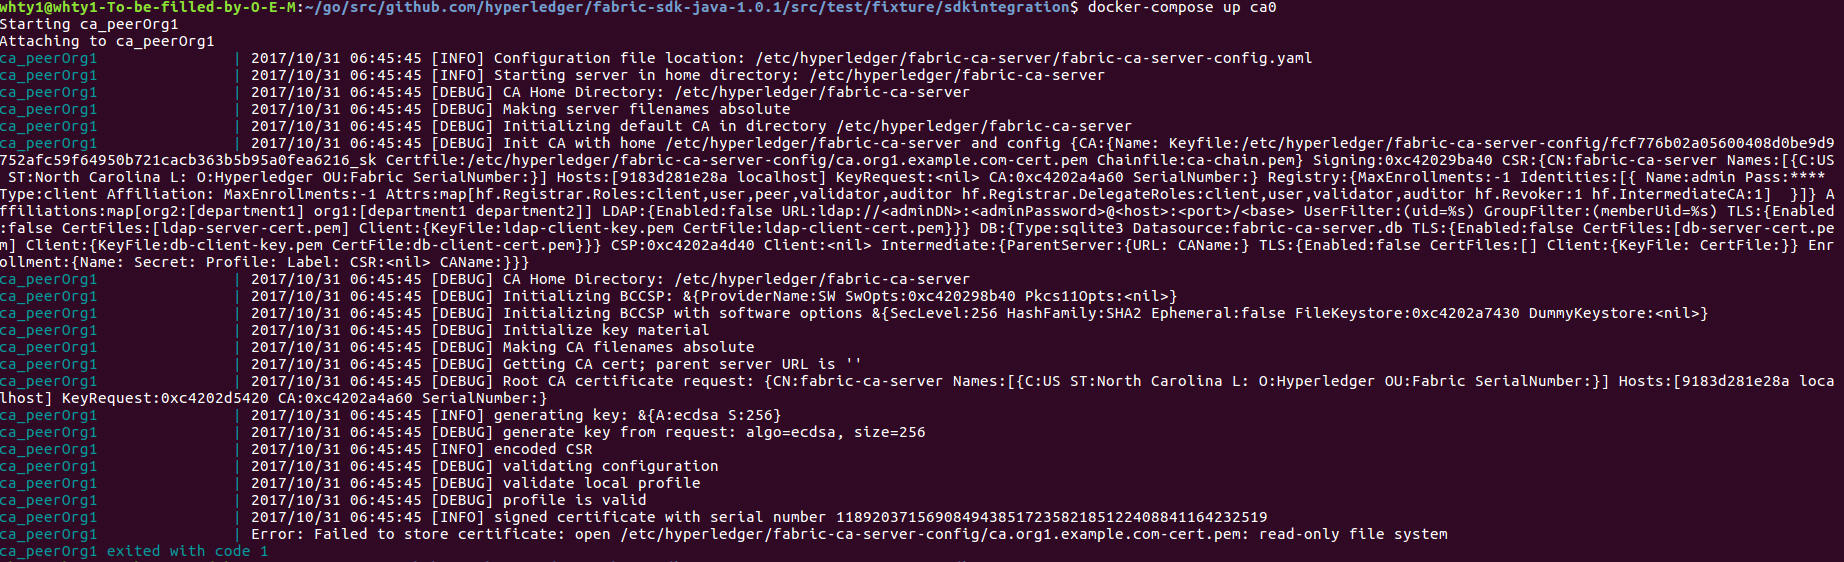 whty1@whty1-To-be-filled-by-O-E-M:~/go/src/github.com/hyperledger/fabric-sdk-java-1.0.1/src/test/fixture/sdkintegration$ docker-compose up ca0
Starting ca_peerOrg1
Attaching to ca_peerOrg1
ca_peerOrg1 | 2017/10/31 06:45:45 [INFO] Configuration file location: /etc/hyperledger/fabric-ca-server/fabric-ca-server-config.yaml
ca_peerOrg1 | 2017/10/31 06:45:45 [INFO] Starting server in home directory: /etc/hyperledger/fabric-ca-server
ca_peerOrg1 | 2017/10/31 06:45:45 [DEBUG] CA Home Directory: /etc/hyperledger/fabric-ca-server
ca_peerOrg1 | 2017/10/31 06:45:45 [DEBUG] Making server filenames absolute
ca_peerOrg1 | 2017/10/31 06:45:45 [DEBUG] Initializing default CA in directory /etc/hyperledger/fabric-ca-server
ca_peerOrg1 | 2017/10/31 06:45:45 [DEBUG] Init CA with home /etc/hyperledger/fabric-ca-server and config {CA:{Name: Keyfile:/etc/hyperledger/fabric-ca-server-config/fcf776b02a05600408d0be9d9
752afc59f64950b721cacb363b5b95a0fea6216_sk Certfile:/etc/hyperledger/fabric-ca-server-config/ca.org1.example.com-cert.pem Chainfile:ca-chain.pem} Signing:0xc42029ba40 CSR:{CN:fabric-ca-server Names:[{C:US
ST:North Carolina L: O:Hyperledger OU:Fabric SerialNumber:}] Hosts:[9183d281e28a localhost] KeyRequest:<nil> CA:0xc4202a4a60 SerialNumber:} Registry:{MaxEnrollments:-1 Identities:[{ Name:admin Pass:****
Type:client Affiliation: MaxEnrollments:-1 Attrs:map[hf.Registrar.Roles:client,user,peer,validator,auditor hf.Registrar.DelegateRoles:client,user,validator,auditor hf.Revoker:1 hf.IntermediateCA:1]  }]} A
ffiliations:map[org2:[department1] org1:[department1 department2]] LDAP:{Enabled:false URL:ldap://<adminDN>:<adminPassword>@<host>:<port>/<base> UserFilter:(uid=%s) GroupFilter:(memberUid=%s) TLS:{Enabled
:false CertFiles:[ldap-server-cert.pem] Client:{KeyFile:ldap-client-key.pem CertFile:ldap-client-cert.pem}}} DB:{Type:sqlite3 Datasource:fabric-ca-server.db TLS:{Enabled:false CertFiles:[db-server-cert.pe
m] Client:{KeyFile:db-client-key.pem CertFile:db-client-cert.pem}}} CSP:0xc4202a4d40 Client:<nil> Intermediate:{ParentServer:{URL: CAName:} TLS:{Enabled:false CertFiles:[] Client:{KeyFile: CertFile:}} Enr
ollment:{Name: Secret: Profile: Label: CSR:<nil> CAName:}}}
ca_peerOrg1 | 2017/10/31 06:45:45 [DEBUG] CA Home Directory: /etc/hyperledger/fabric-ca-server
ca_peerOrg1 | 2017/10/31 06:45:45 [DEBUG] Initializing BCCSP: &{ProviderName:SW SwOpts:0xc420298b40 Pkcs11Opts:<nil>}
ca_peerOrg1 | 2017/10/31 06:45:45 [DEBUG] Initializing BCCSP with software options &{SecLevel:256 HashFamily:SHA2 Ephemeral:false FileKeystore:0xc4202a7430 DummyKeystore:<nil>}
ca_peerOrg1 | 2017/10/31 06:45:45 [DEBUG] Initialize key material
ca_peerOrg1 | 2017/10/31 06:45:45 [DEBUG] Making CA filenames absolute
ca_peerOrg1 | 2017/10/31 06:45:45 [DEBUG] Getting CA cert; parent server URL is ''
ca_peerOrg1 | 2017/10/31 06:45:45 [DEBUG] Root CA certificate request: {CN:fabric-ca-server Names:[{C:US ST:North Carolina L: O:Hyperledger OU:Fabric SerialNumber:}] Hosts:[9183d281e28a loca
lhost] KeyRequest:0xc4202d5420 CA:0xc4202a4a60 SerialNumber:}
ca_peerOrg1 | 2017/10/31 06:45:45 [INFO] generating key: &{A:ecdsa S:256}
ca_peerOrg1 | 2017/10/31 06:45:45 [DEBUG] generate key from request: algo=ecdsa, size=256
ca_peerOrg1 | 2017/10/31 06:45:45 [INFO] encoded CSR
ca_peerOrg1 | 2017/10/31 06:45:45 [DEBUG] validating configuration
ca_peerOrg1 | 2017/10/31 06:45:45 [DEBUG] validate local profile
ca_peerOrg1 | 2017/10/31 06:45:45 [DEBUG] profile is valid
ca_peerOrg1 | 2017/10/31 06:45:45 [INFO] signed certificate with serial number 118920371569084943851723582185122408841164232519
ca_peerOrg1 | Error: Failed to store certificate: open /etc/hyperledger/fabric-ca-server-config/ca.org1.example.com-cert.pem: read-only file system
ca_peerOrg1 exited with code 1